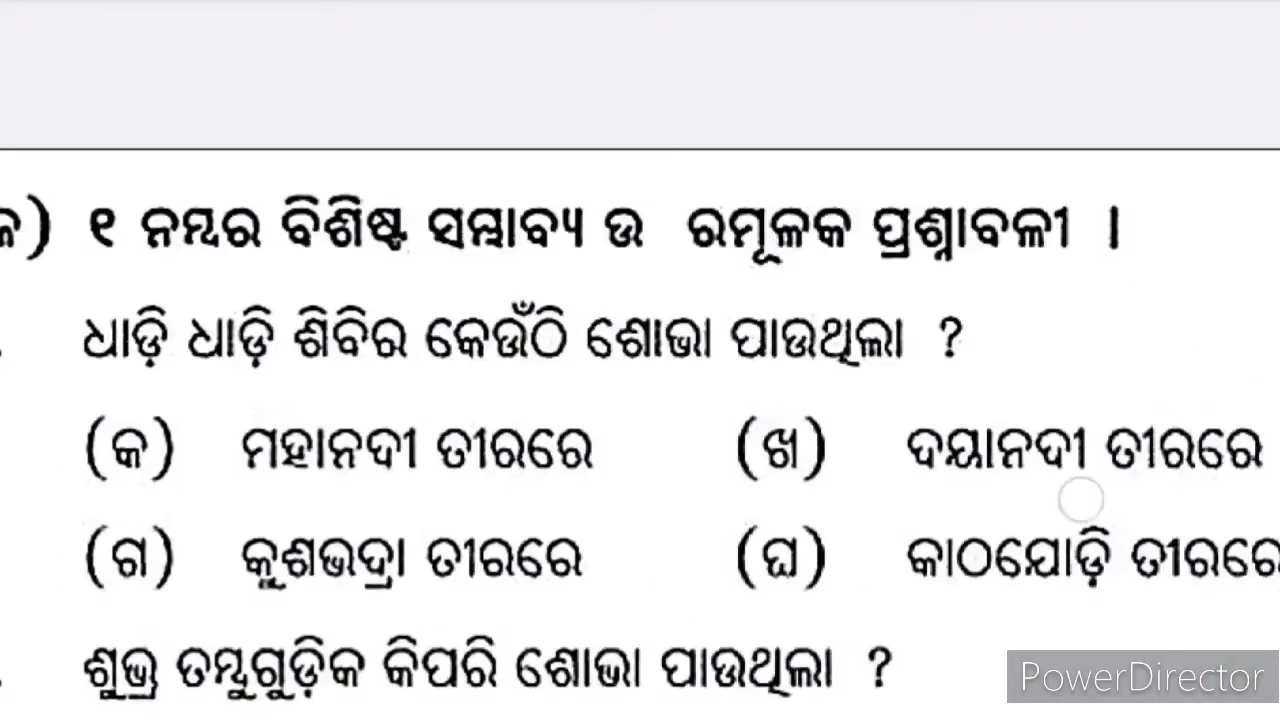 ) ୧ ନମ୍ବର ବିଶିଷ୍ଟ ସମ୍ଭାବ୍ୟ ଉ ରମୂଳକ ପ୍ରଶ୍ନାବଳୀ ।
ଧାଡ଼ି ଧାଡ଼ି ଶିବିର କେଉଁଠି ଶୋଭା ପାଉଥିଲା ?
(କ) ମହାନଦୀ ତୀରରେ (ଖ) ଦୟାନଦୀ ତୀରରେ
(ଗ) କୁଶଭଦ୍ରା ତୀରରେ (ଘ) କାଠଯୋଡ଼ି ତୀରରେ
ଶୁଭ୍ର ତମ୍ବୁଗୁଡ଼ିକ କିପରି ଶୋଭା ପାଉଥିଲା ?
PowerDirector